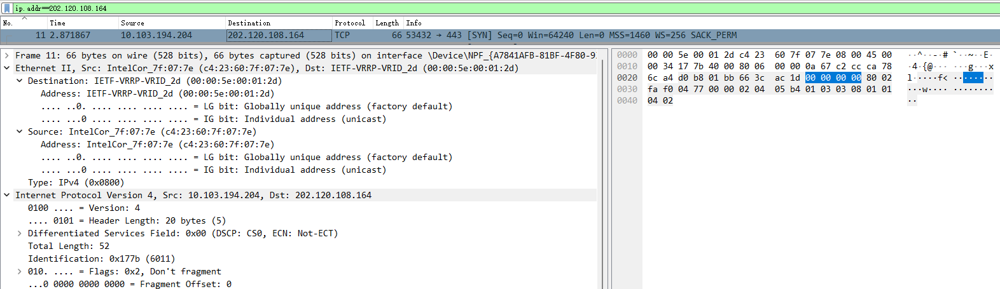 ip.addr==202.120.108.164
No. Time Source Destination Protocol Length Info
11 2.871867 10.103.194.204 202.120.108.164 TCP 66 53432 → 443 [SYN] Seq=0 Win=64240 Len=0 MSS=1460 WS=256 SACK_PERM
Frame 11: 66 bytes on wire (528 bits), 66 bytes captured (528 bits) on interface \Device\NPF_{A7841AFB-81BF-4F80-9
Ethernet II, Src: IntelCor_7f:07:7e (c4:23:60:7f:07:7e), Dst: IETF-VRRP-VRID_2d (00:00:5e:00:01:2d)
Destination: IETF-VRRP-VRID_2d (00:00:5e:00:01:2d)
Address: IETF-VRRP-VRID_2d (00:00:5e:00:01:2d)
.... ..0. .... .... .... .... = LG bit: Globally unique address (factory default)
.... ...0 .... .... .... .... = IG bit: Individual address (unicast)
Source: IntelCor_7f:07:7e (c4:23:60:7f:07:7e)
Address: IntelCor_7f:07:7e (c4:23:60:7f:07:7e)
.... ..0. .... .... .... .... = LG bit: Globally unique address (factory default)
.... ...0 .... .... .... .... = IG bit: Individual address (unicast)
Type: IPv4 (0x0800)
Internet Protocol Version 4, Src: 10.103.194.204, Dst: 202.120.108.164
0100 .... = Version: 4
.... 0101 = Header Length: 20 bytes (5)
Differentiated Services Field: 0x00 (DSCP: CS0, ECN: Not-ECT)
Total Length: 52
Identification: 0x177b (6011)
010. .... = Flags: 0x2, Don't fragment
...0 0000 0000 0000 = Fragment Offset: 0
0000 00 00 5e 00 01 2d c4 23 60 7f 07 7e 08 00 45 00 ··^··-·# `··~··E·
0010 00 34 17 7b 40 00 80 06 00 00 0a 67 c2 cc ca 78 ·4·{@··· ···g···x
0020 6c a4 d0 b8 01 bb 66 3c ac 1d 00 00 00 00 80 02 l·····f< ········
0030 fa f0 04 77 00 00 02 04 05 b4 01 03 03 08 01 01 ···w···· ········
0040 04 02 ··